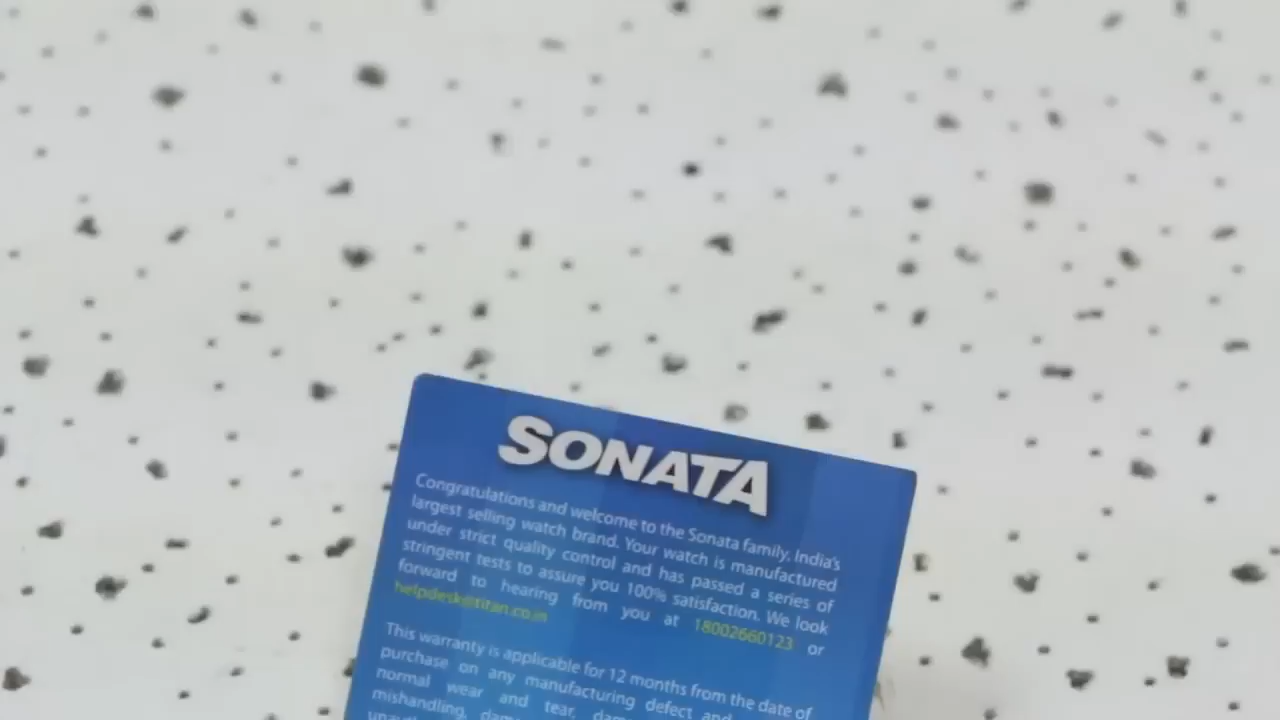 SONATA
Congratulations and welcome to the Sonata family, India's
largest selling watch brand. Your watch is manufactured
under strict quality control and has passed a series of
stringent tests to assure you 100% satisfaction. We look
forward to hearing from you at 18002660123 or
helpdesk@titan.co.in
This warranty is applicable for 12 months from the date of
purchase on any manufacturing defect and
normal wear and tear,
mishandling,